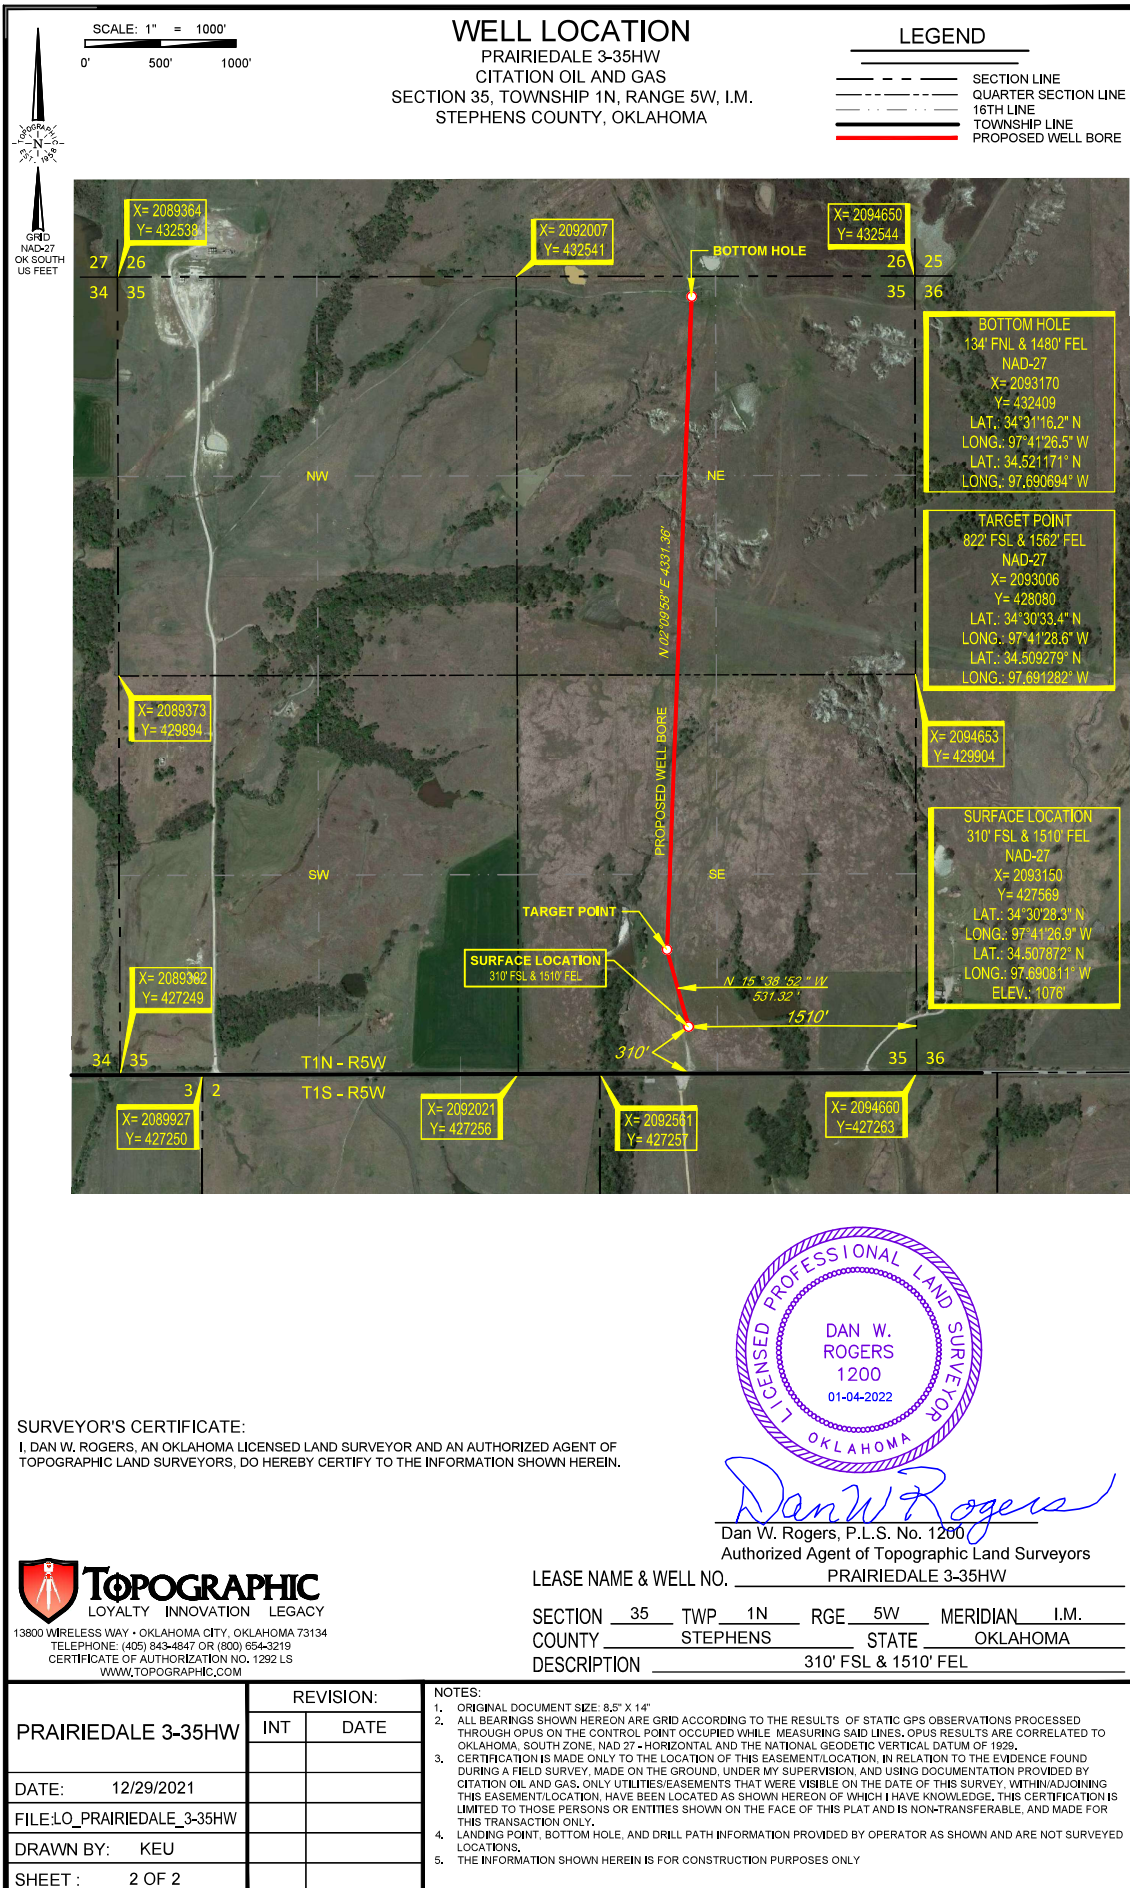 SCALE: 1" = 1000'
0' 500' 1000'
WELL LOCATION
PRAIRIEDALE 3-35HW
CITATION OIL AND GAS
SECTION 35, TOWNSHIP 1N, RANGE 5W, I.M.
STEPHENS COUNTY, OKLAHOMA
LEGEND
SECTION LINE
QUARTER SECTION LINE
16TH LINE
TOWNSHIP LINE
PROPOSED WELL BORE
TOPOGRAPHIC
N
EST. 1958
GRID
NAD-27
OK SOUTH
US FEET
X= 2089364
Y= 432538
X= 2092007
Y= 432541
X= 2094650
Y= 432544
BOTTOM HOLE
27 26
34 35
26 25
35 36
BOTTOM HOLE
134' FNL & 1480' FEL
NAD-27
X= 2093170
Y= 432409
LAT.: 34°31'16.2" N
LONG.: 97°41'26.5" W
LAT.: 34.521171° N
LONG.: 97.690694° W
NW
NE
TARGET POINT
822' FSL & 1562' FEL
NAD-27
X= 2093006
Y= 428080
LAT.: 34°30'33.4" N
LONG.: 97°41'28.6" W
LAT.: 34.509279° N
LONG.: 97.691282° W
N 02°09'58" E 4331.36'
PROPOSED WELL BORE
X= 2089373
Y= 429894
X= 2094653
Y= 429904
SURFACE LOCATION
310' FSL & 1510' FEL
NAD-27
X= 2093150
Y= 427569
LAT.: 34°30'28.3" N
LONG.: 97°41'26.9" W
LAT.: 34.507872° N
LONG.: 97.690811° W
ELEV.: 1076'
SW
SE
TARGET POINT
SURFACE LOCATION
310' FSL & 1510' FEL
N 15°38'52" W
531.32'
1510'
310'
X= 2089382
Y= 427249
34 35
35 36
T1N - R5W
T1S - R5W
3 2
X= 2089927
Y= 427250
X= 2092021
Y= 427256
X= 2092561
Y= 427257
X= 2094660
Y=427263
LICENSED PROFESSIONAL LAND SURVEYOR
DAN W.
ROGERS
1200
01-04-2022
OKLAHOMA
SURVEYOR'S CERTIFICATE:
I, DAN W. ROGERS, AN OKLAHOMA LICENSED LAND SURVEYOR AND AN AUTHORIZED AGENT OF
TOPOGRAPHIC LAND SURVEYORS, DO HEREBY CERTIFY TO THE INFORMATION SHOWN HEREIN.
Dan W Rogers
Dan W. Rogers, P.L.S. No. 1200
Authorized Agent of Topographic Land Surveyors
TOPOGRAPHIC
LOYALTY INNOVATION LEGACY
13800 WIRELESS WAY • OKLAHOMA CITY, OKLAHOMA 73134
TELEPHONE: (405) 843-4847 OR (800) 654-3219
CERTIFICATE OF AUTHORIZATION NO. 1292 LS
WWW.TOPOGRAPHIC.COM
LEASE NAME & WELL NO. PRAIRIEDALE 3-35HW
SECTION 35 TWP 1N RGE 5W MERIDIAN I.M.
COUNTY STEPHENS STATE OKLAHOMA
DESCRIPTION 310' FSL & 1510' FEL
PRAIRIEDALE 3-35HW
REVISION:
INT DATE
DATE: 12/29/2021
FILE:LO_PRAIRIEDALE_3-35HW
DRAWN BY: KEU
SHEET : 2 OF 2
NOTES:
1. ORIGINAL DOCUMENT SIZE: 8.5" X 14"
2. ALL BEARINGS SHOWN HEREON ARE GRID ACCORDING TO THE RESULTS OF STATIC GPS OBSERVATIONS PROCESSED
THROUGH OPUS ON THE CONTROL POINT OCCUPIED WHILE MEASURING SAID LINES. OPUS RESULTS ARE CORRELATED TO
OKLAHOMA, SOUTH ZONE, NAD 27 - HORIZONTAL AND THE NATIONAL GEODETIC VERTICAL DATUM OF 1929.
3. CERTIFICATION IS MADE ONLY TO THE LOCATION OF THIS EASEMENT/LOCATION, IN RELATION TO THE EVIDENCE FOUND
DURING A FIELD SURVEY, MADE ON THE GROUND, UNDER MY SUPERVISION, AND USING DOCUMENTATION PROVIDED BY
CITATION OIL AND GAS. ONLY UTILITIES/EASEMENTS THAT WERE VISIBLE ON THE DATE OF THIS SURVEY, WITHIN/ADJOINING
THIS EASEMENT/LOCATION, HAVE BEEN LOCATED AS SHOWN HEREON OF WHICH I HAVE KNOWLEDGE. THIS CERTIFICATION IS
LIMITED TO THOSE PERSONS OR ENTITIES SHOWN ON THE FACE OF THIS PLAT AND IS NON-TRANSFERABLE, AND MADE FOR
THIS TRANSACTION ONLY.
4. LANDING POINT, BOTTOM HOLE, AND DRILL PATH INFORMATION PROVIDED BY OPERATOR AS SHOWN AND ARE NOT SURVEYED
LOCATIONS.
5. THE INFORMATION SHOWN HEREIN IS FOR CONSTRUCTION PURPOSES ONLY